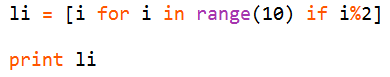 li = [i for i in range(10) if i%2]
print li